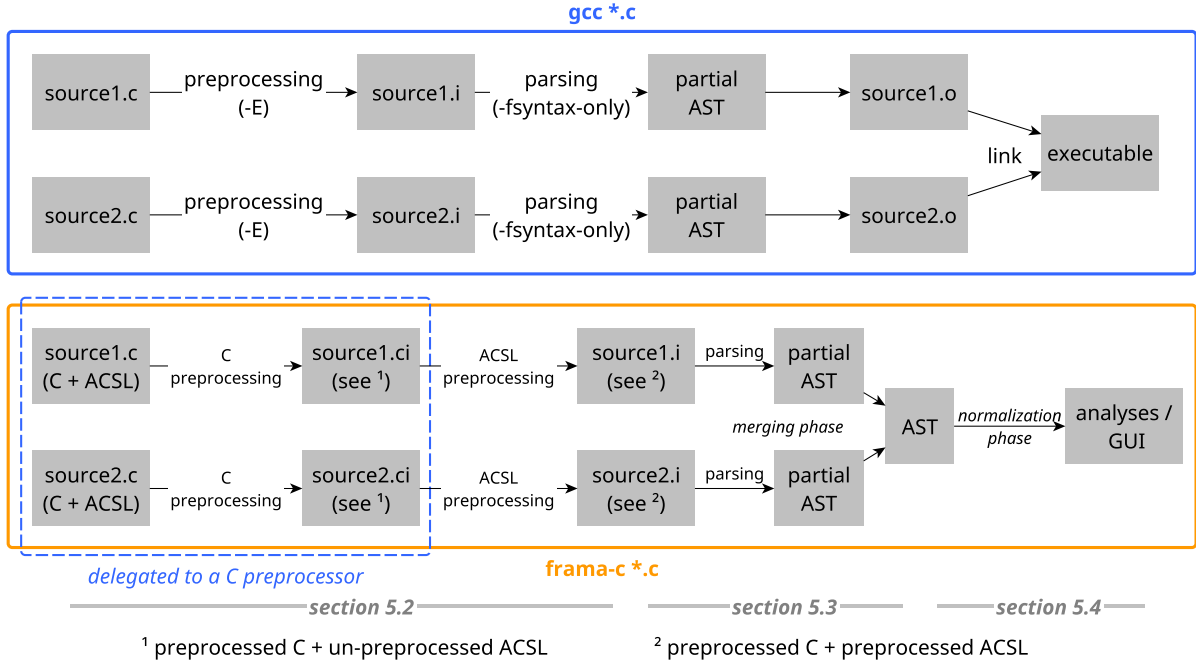 gcc *.c
source1.c
preprocessing
(-E)
source1.i
parsing
(-fsyntax-only)
partial
AST
source1.o
link
executable
source2.c
preprocessing
(-E)
source2.i
parsing
(-fsyntax-only)
partial
AST
source2.o
source1.c
(C + ACSL)
C
preprocessing
source1.ci
(see ¹)
ACSL
preprocessing
source1.i
(see ²)
parsing
partial
AST
merging phase
AST
normalization
phase
analyses /
GUI
source2.c
(C + ACSL)
C
preprocessing
source2.ci
(see ¹)
ACSL
preprocessing
source2.i
(see ²)
parsing
partial
AST
delegated to a C preprocessor
frama-c *.c
section 5.2
section 5.3
section 5.4
¹ preprocessed C + un-preprocessed ACSL
² preprocessed C + preprocessed ACSL